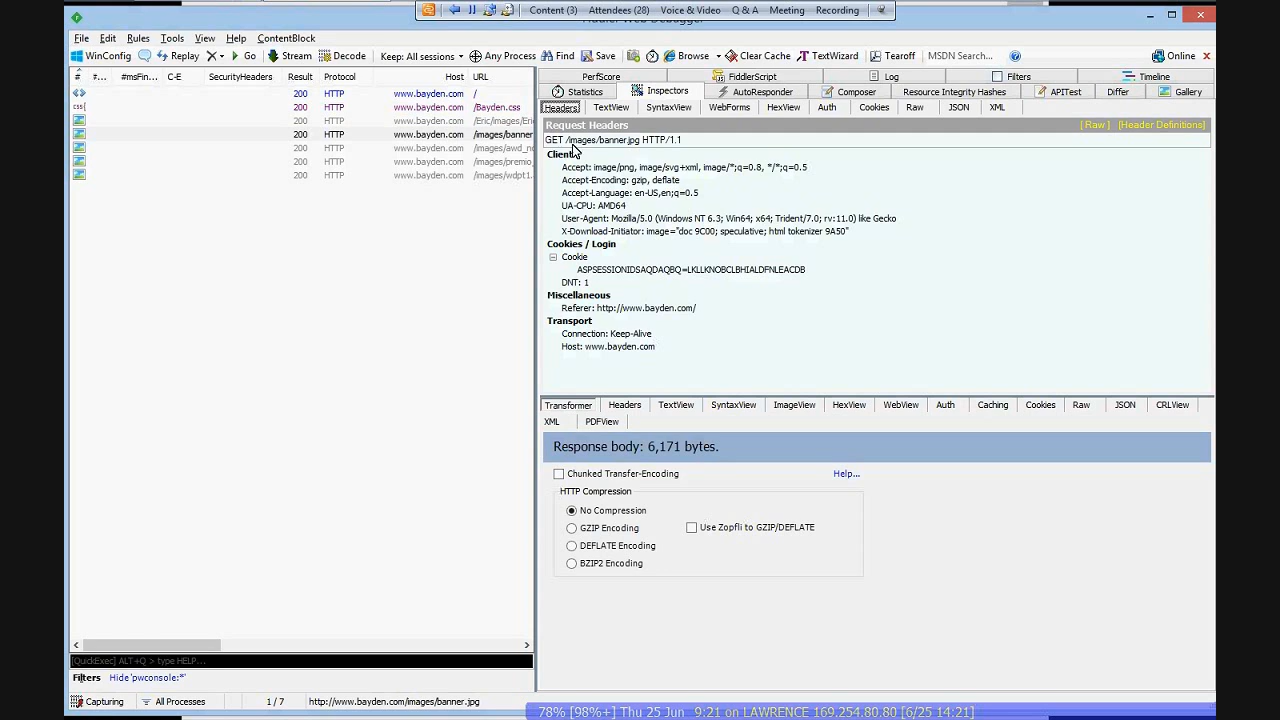 Content (3) Attendees (28) Voice & Video Q & A Meeting Recording
Fiddler Web Debugger
File Edit Rules Tools View Help ContentBlock
WinConfig Replay Go Stream Decode Keep: All sessions Any Process Find Save Browse Clear Cache TextWizard Tearoff MSDN Search... Online
# #... #msFin... C-E SecurityHeaders Result Protocol Host URL
200 HTTP www.bayden.com /
200 HTTP www.bayden.com /Bayden.css
200 HTTP www.bayden.com /Eric/images/Eri
200 HTTP www.bayden.com /images/banner
200 HTTP www.bayden.com /images/awd_n
200 HTTP www.bayden.com /images/premio
200 HTTP www.bayden.com /images/wdpt1.
PerfScore FiddlerScript Log Filters Timeline
Statistics Inspectors AutoResponder Composer Resource Integrity Hashes APITest Differ Gallery
Headers TextView SyntaxView WebForms HexView Auth Cookies Raw JSON XML
Request Headers [ Raw ] [Header Definitions]
GET /images/banner.jpg HTTP/1.1
Client
Accept: image/png, image/svg+xml, image/*;q=0.8, */*;q=0.5
Accept-Encoding: gzip, deflate
Accept-Language: en-US,en;q=0.5
UA-CPU: AMD64
User-Agent: Mozilla/5.0 (Windows NT 6.3; Win64; x64; Trident/7.0; rv:11.0) like Gecko
X-Download-Initiator: image="doc 9C00; speculative; html tokenizer 9A50"
Cookies / Login
Cookie
ASPSESSIONIDSAQDAQBQ=LKLLKNOBCLBHIALDFNLEACDB
DNT: 1
Miscellaneous
Referer: http://www.bayden.com/
Transport
Connection: Keep-Alive
Host: www.bayden.com
Transformer Headers TextView SyntaxView ImageView HexView WebView Auth Caching Cookies Raw JSON CRLView
XML PDFView
Response body: 6,171 bytes.
Chunked Transfer-Encoding Help...
HTTP Compression
No Compression
GZIP Encoding Use Zopfli to GZIP/DEFLATE
DEFLATE Encoding
BZIP2 Encoding
[QuickExec] ALT+Q > type HELP...
Filters Hide 'pwconsole:*'
Capturing All Processes 1 / 7 http://www.bayden.com/images/banner.jpg
78% [98%+] Thu 25 Jun 9:21 on LAWRENCE 169.254.80.80 [6/25 14:21]